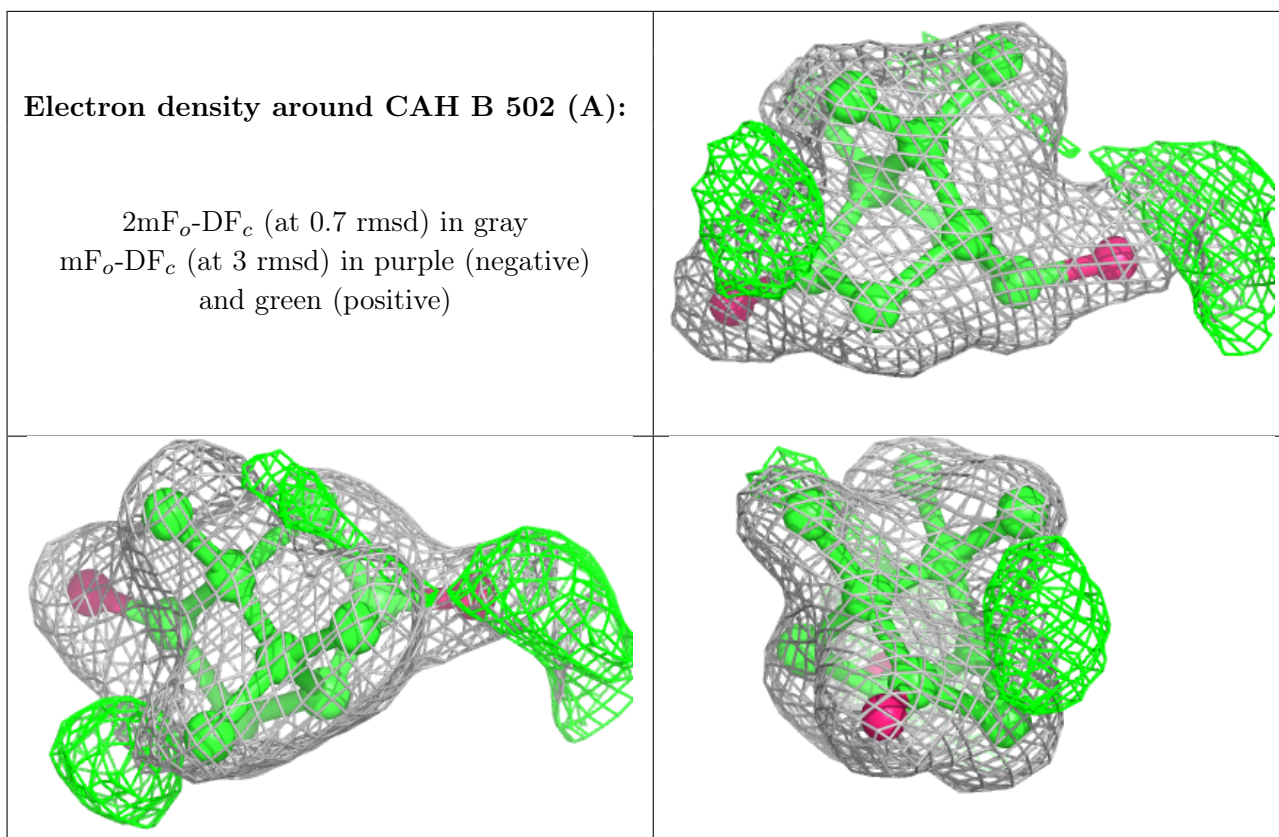 Electron density around CAH B 502 (A):
2mFₒ-DF𝒸 (at 0.7 rmsd) in gray
mFₒ-DF𝒸 (at 3 rmsd) in purple (negative)
and green (positive)